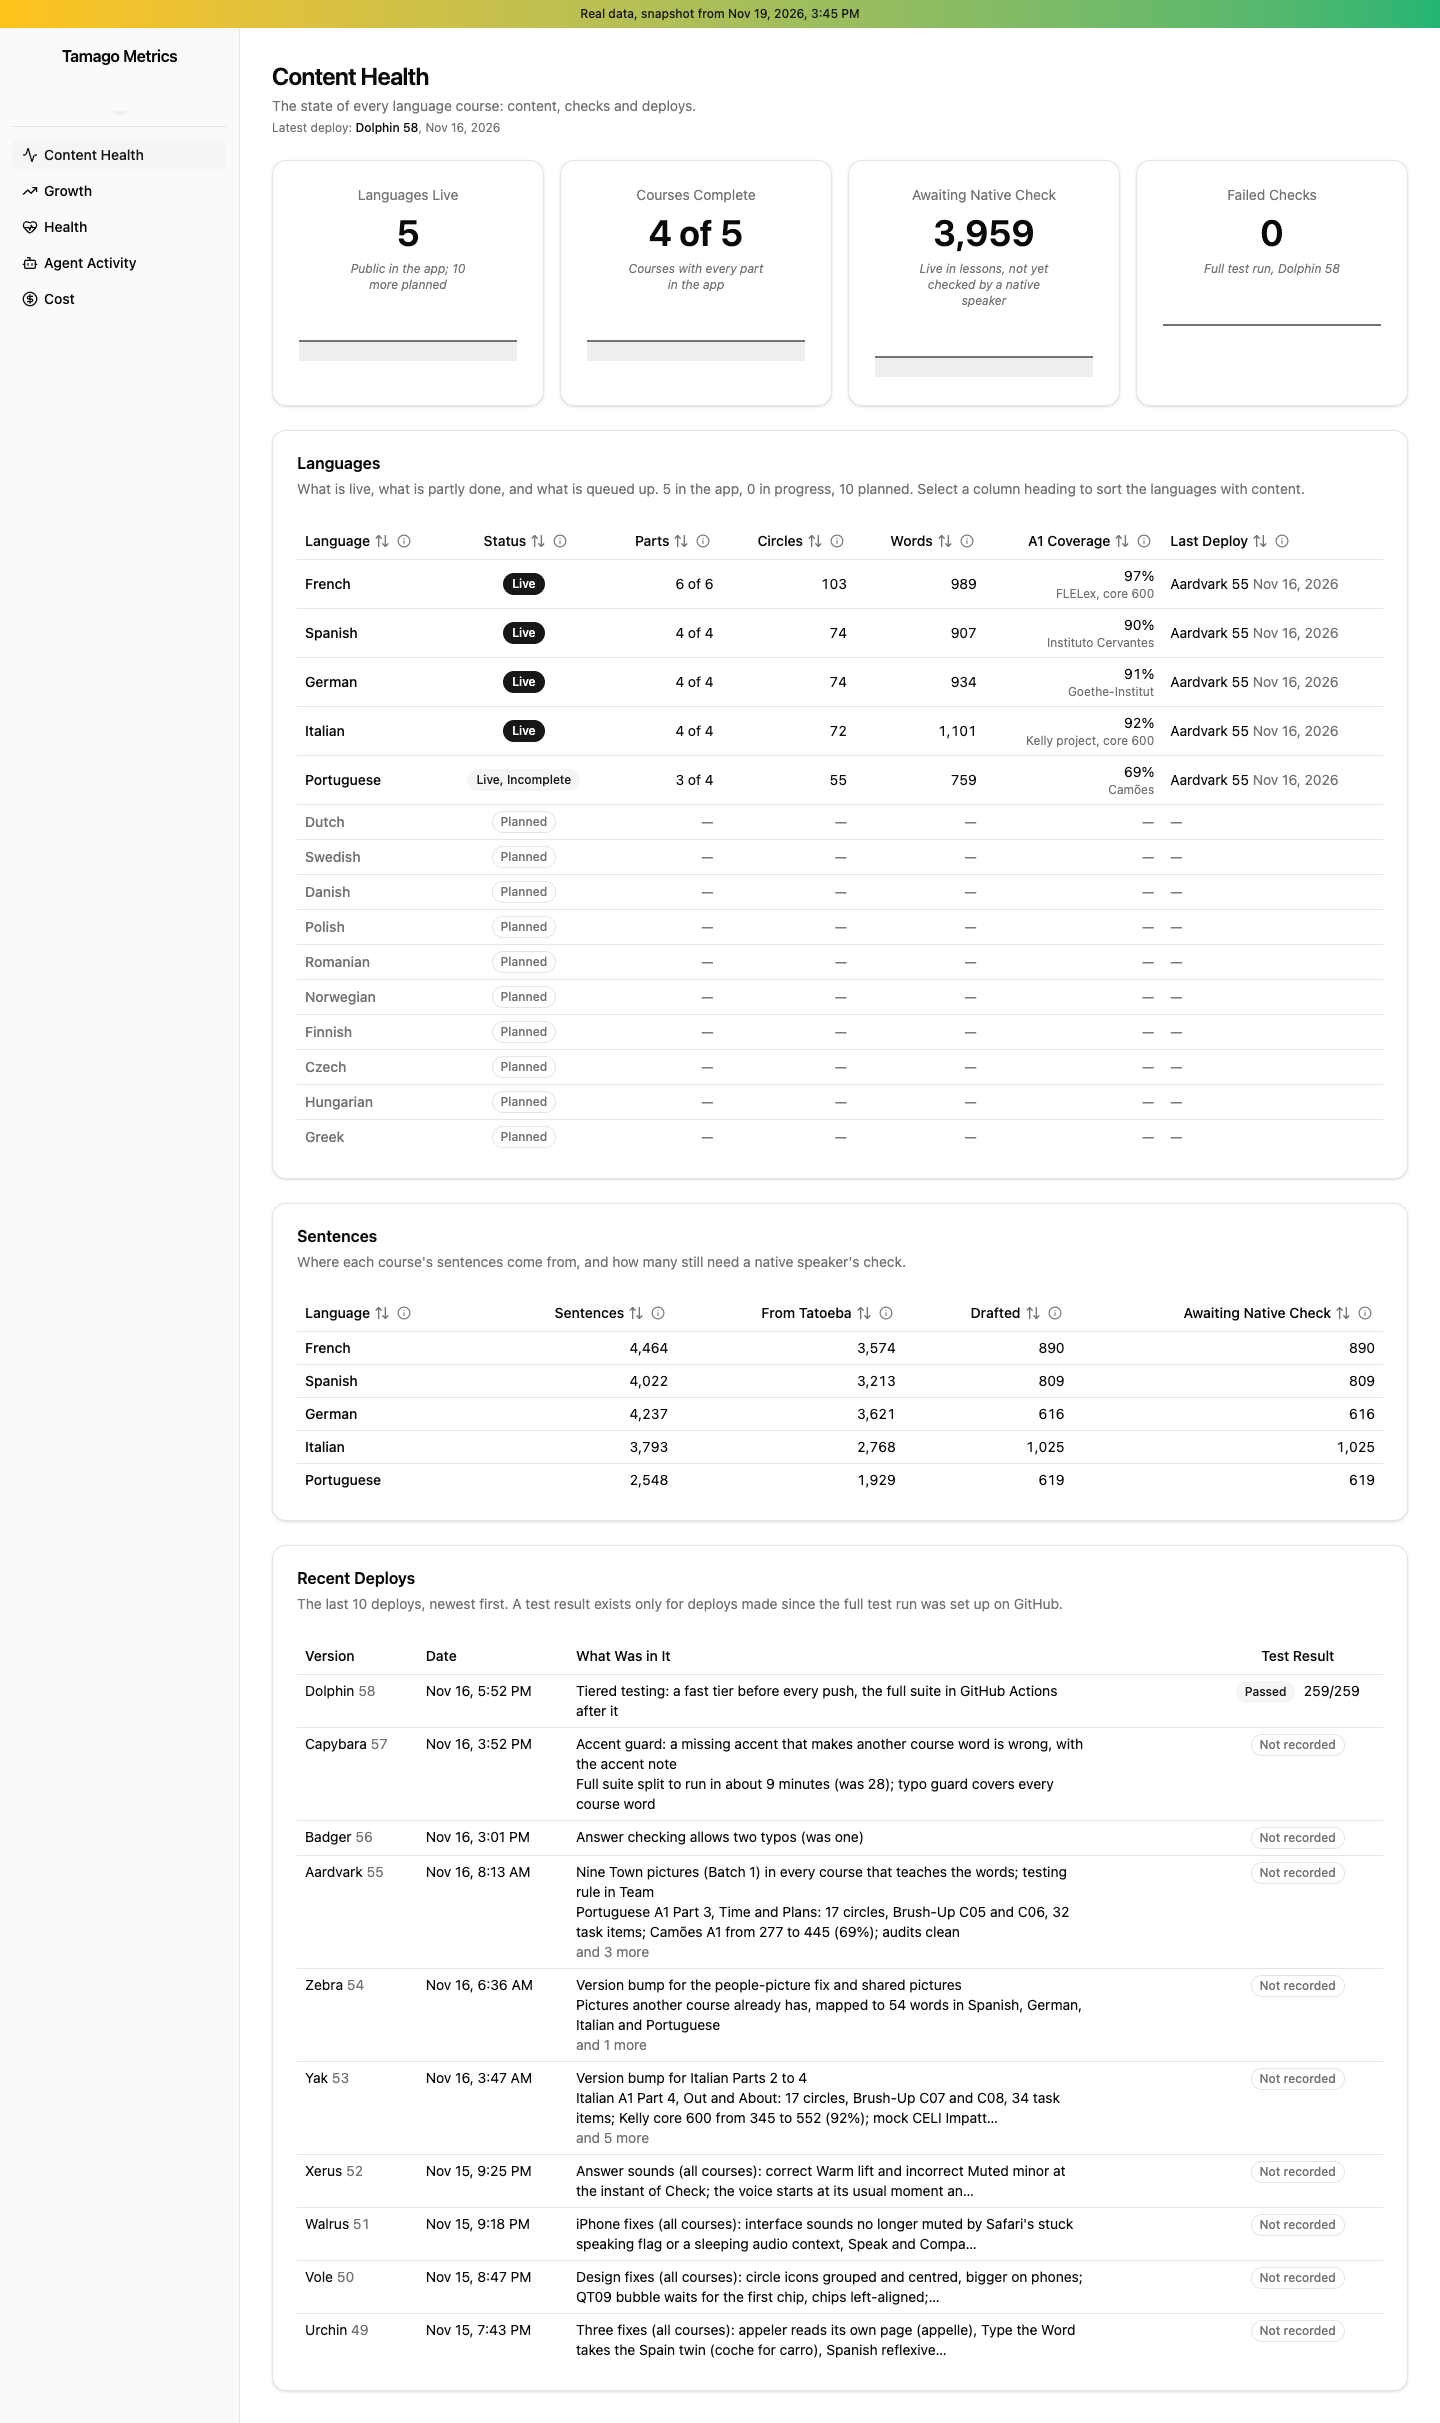 Real data, snapshot from Nov 19, 2026, 3:45 PM
Tamago Metrics
Content Health
Growth
Health
Agent Activity
Cost
Content Health
The state of every language course: content, checks and deploys.
Latest deploy: Dolphin 58, Nov 16, 2026
Languages Live
5
Public in the app; 10
more planned
Courses Complete
4 of 5
Courses with every part
in the app
Awaiting Native Check
3,959
Live in lessons, not yet
checked by a native
speaker
Failed Checks
0
Full test run, Dolphin 58
Languages
What is live, what is partly done, and what is queued up. 5 in the app, 0 in progress, 10 planned. Select a column heading to sort the languages with content.
Language Status Parts Circles Words A1 Coverage Last Deploy
French Live 6 of 6 103 989 97% Aardvark 55 Nov 16, 2026
FLELex, core 600
Spanish Live 4 of 4 74 907 90% Aardvark 55 Nov 16, 2026
Instituto Cervantes
German Live 4 of 4 74 934 91% Aardvark 55 Nov 16, 2026
Goethe-Institut
Italian Live 4 of 4 72 1,101 92% Aardvark 55 Nov 16, 2026
Kelly project, core 600
Portuguese Live, Incomplete 3 of 4 55 759 69% Aardvark 55 Nov 16, 2026
Camões
Dutch Planned — — — — —
Swedish Planned — — — — —
Danish Planned — — — — —
Polish Planned — — — — —
Romanian Planned — — — — —
Norwegian Planned — — — — —
Finnish Planned — — — — —
Czech Planned — — — — —
Hungarian Planned — — — — —
Greek Planned — — — — —
Sentences
Where each course's sentences come from, and how many still need a native speaker's check.
Language Sentences From Tatoeba Drafted Awaiting Native Check
French 4,464 3,574 890 890
Spanish 4,022 3,213 809 809
German 4,237 3,621 616 616
Italian 3,793 2,768 1,025 1,025
Portuguese 2,548 1,929 619 619
Recent Deploys
The last 10 deploys, newest first. A test result exists only for deploys made since the full test run was set up on GitHub.
Version Date What Was in It Test Result
Dolphin 58 Nov 16, 5:52 PM Tiered testing: a fast tier before every push, the full suite in GitHub Actions Passed 259/259
after it
Capybara 57 Nov 16, 3:52 PM Accent guard: a missing accent that makes another course word is wrong, with Not recorded
the accent note
Full suite split to run in about 9 minutes (was 28); typo guard covers every
course word
Badger 56 Nov 16, 3:01 PM Answer checking allows two typos (was one) Not recorded
Aardvark 55 Nov 16, 8:13 AM Nine Town pictures (Batch 1) in every course that teaches the words; testing Not recorded
rule in Team
Portuguese A1 Part 3, Time and Plans: 17 circles, Brush-Up C05 and C06, 32
task items; Camões A1 from 277 to 445 (69%); audits clean
and 3 more
Zebra 54 Nov 16, 6:36 AM Version bump for the people-picture fix and shared pictures Not recorded
Pictures another course already has, mapped to 54 words in Spanish, German,
Italian and Portuguese
and 1 more
Yak 53 Nov 16, 3:47 AM Version bump for Italian Parts 2 to 4 Not recorded
Italian A1 Part 4, Out and About: 17 circles, Brush-Up C07 and C08, 34 task
items; Kelly core 600 from 345 to 552 (92%); mock CELI Impatt...
and 5 more
Xerus 52 Nov 15, 9:25 PM Answer sounds (all courses): correct Warm lift and incorrect Muted minor at Not recorded
the instant of Check; the voice starts at its usual moment an...
Walrus 51 Nov 15, 9:18 PM iPhone fixes (all courses): interface sounds no longer muted by Safari's stuck Not recorded
speaking flag or a sleeping audio context, Speak and Compa...
Vole 50 Nov 15, 8:47 PM Design fixes (all courses): circle icons grouped and centred, bigger on phones; Not recorded
QT09 bubble waits for the first chip, chips left-aligned;...
Urchin 49 Nov 15, 7:43 PM Three fixes (all courses): appeler reads its own page (appelle), Type the Word Not recorded
takes the Spain twin (coche for carro), Spanish reflexive...